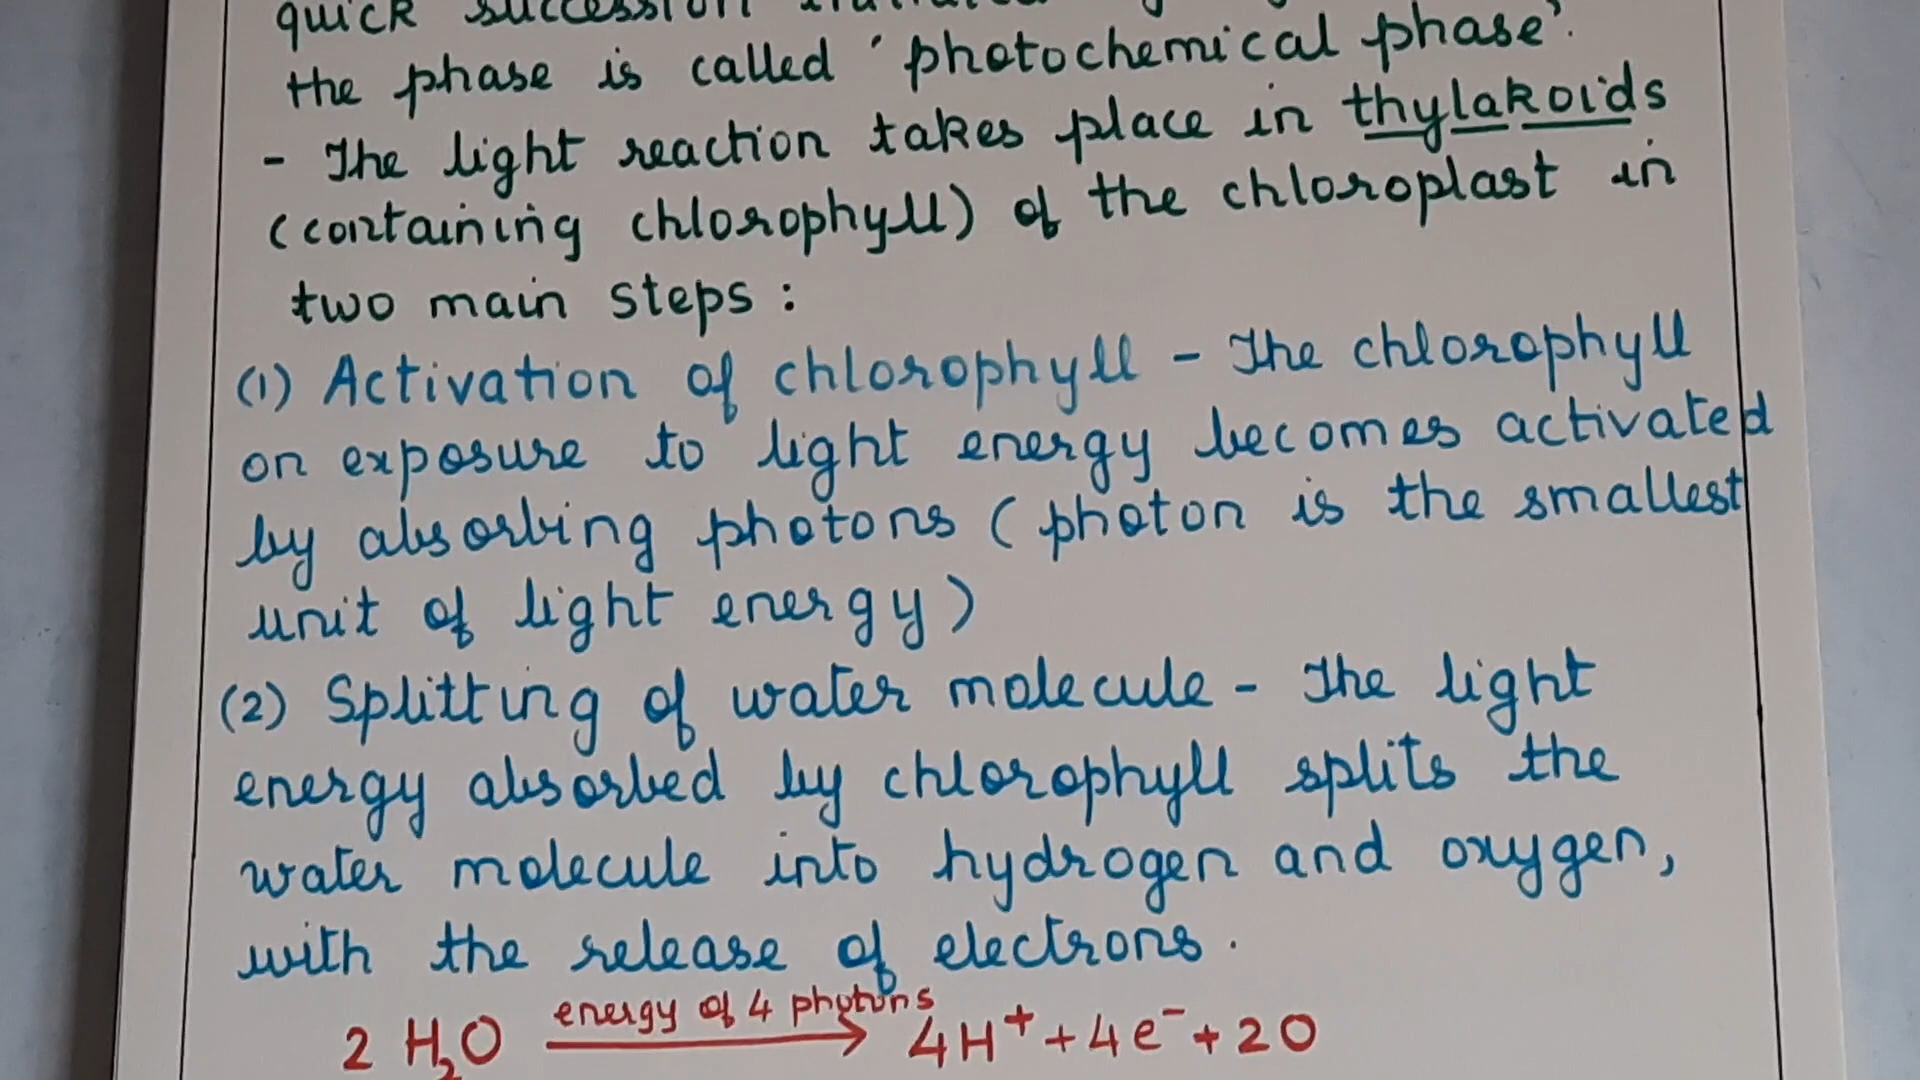 quick succession
the phase is called 'photochemical phase'.
- The light reaction takes place in thylakoids
(containing chlorophyll) of the chloroplast in
two main steps :
(1) Activation of chlorophyll - The chlorophyll
on exposure to light energy becomes activated
by absorbing photons ( photon is the smallest
unit of light energy)
(2) Splitting of water molecule - The light
energy absorbed by chlorophyll splits the
water molecule into hydrogen and oxygen,
with the release of electrons.
energy of 4 photons
2 H₂O → 4H⁺ + 4e⁻ + 2O